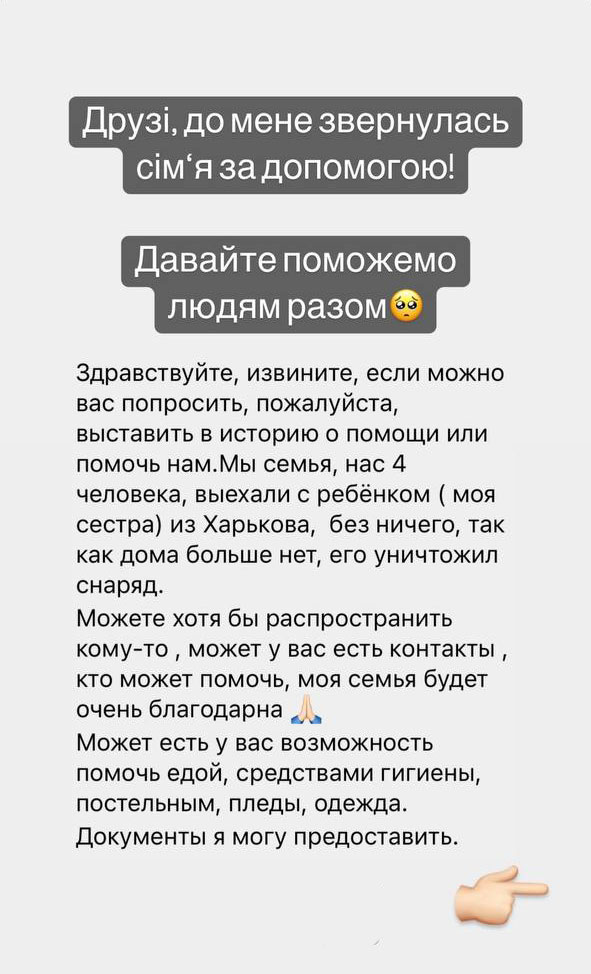 Друзі, до мене звернулась
сім‘я за допомогою!
Давайте поможемо
людям разом🥺
Здравствуйте, извините, если можно
вас попросить, пожалуйста,
выставить в историю о помощи или
помочь нам.Мы семья, нас 4
человека, выехали с ребёнком ( моя
сестра) из Харькова,  без ничего, так
как дома больше нет, его уничтожил
снаряд.
Можете хотя бы распространить
кому-то , может у вас есть контакты ,
кто может помочь, моя семья будет
очень благодарна 🙏🏻
Может есть у вас возможность
помочь едой, средствами гигиены,
постельным, пледы, одежда.
Документы я могу предоставить.
👉🏻